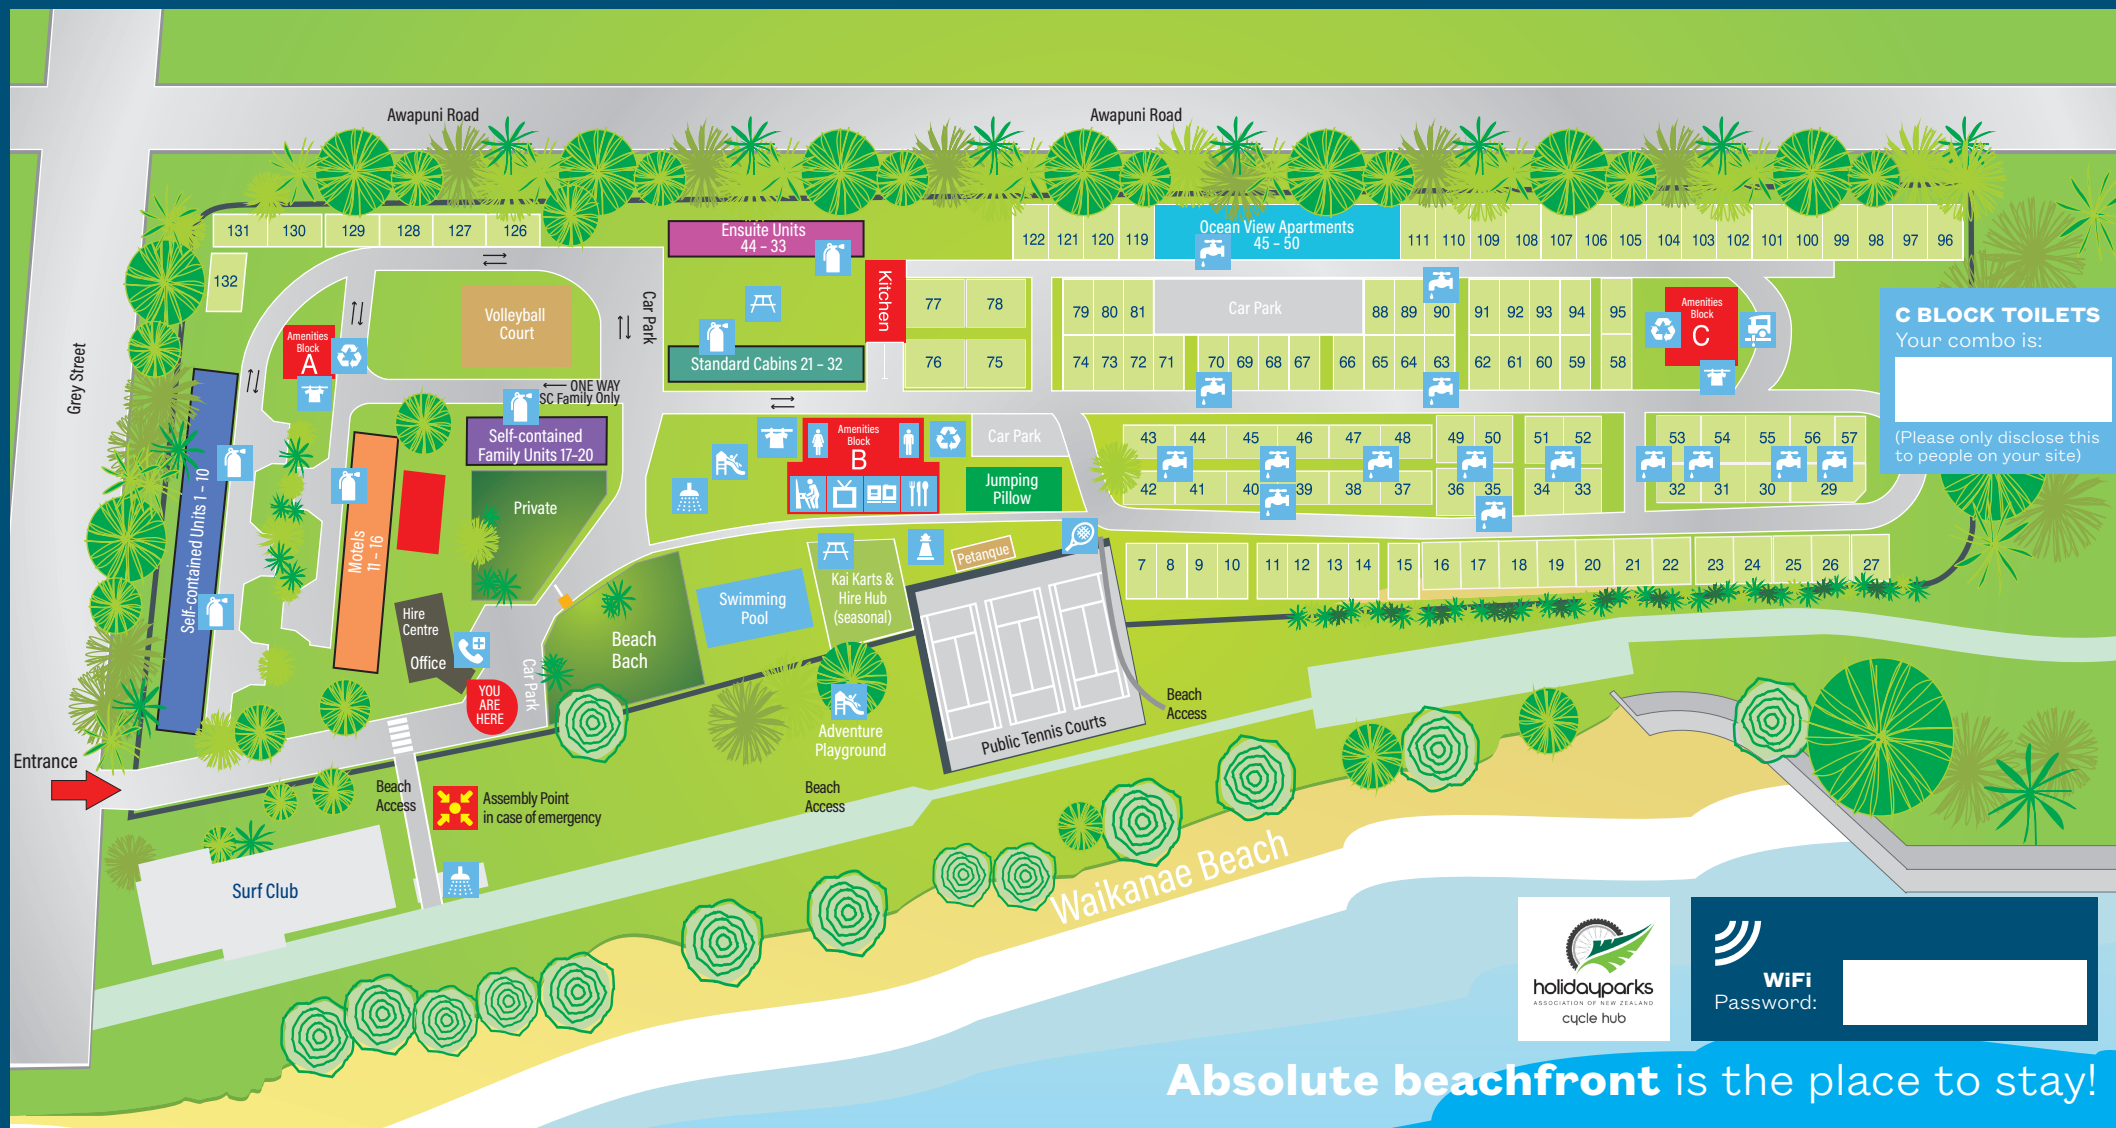 Awapuni Road
Awapuni Road
Grey Street
131
130
129
128
127
126
132
Ensuite Units
44 – 33
122
121
120
119
Ocean View Apartments
45 – 50
111
110
109
108
107
106
105
104
103
102
101
100
99
98
97
96
Amenities
Block
A
Volleyball
Court
Car Park
Kitchen
Standard Cabins 21 – 32
ONE WAY
SC Family Only
77
78
76
75
79
80
81
Car Park
88
89
90
91
92
93
94
95
74
73
72
71
70
69
68
67
66
65
64
63
62
61
60
59
58
Amenities
Block
C
C BLOCK TOILETS
Your combo is:
(Please only disclose this
to people on your site)
Self-contained Units 1 – 10
Motels
11 – 16
Self-contained
Family Units 17–20
Private
Amenities
Block
B
Car Park
Jumping
Pillow
43
44
45
46
47
48
49
50
51
52
53
54
55
56
57
42
41
40
39
38
37
36
35
34
33
32
31
30
29
7
8
9
10
11
12
13
14
15
16
17
18
19
20
21
22
23
24
25
26
27
Hire
Centre
Office
Car Park
YOU
ARE
HERE
Beach
Bach
Swimming
Pool
Kai Karts &
Hire Hub
(seasonal)
Petanque
Public Tennis Courts
Adventure
Playground
Beach
Access
Beach
Access
Beach
Access
Entrance
Assembly Point
in case of emergency
Surf Club
Waikanae Beach
holidayparks
ASSOCIATION OF NEW ZEALAND
cycle hub
WiFi
Password:
Absolute beachfront is the place to stay!